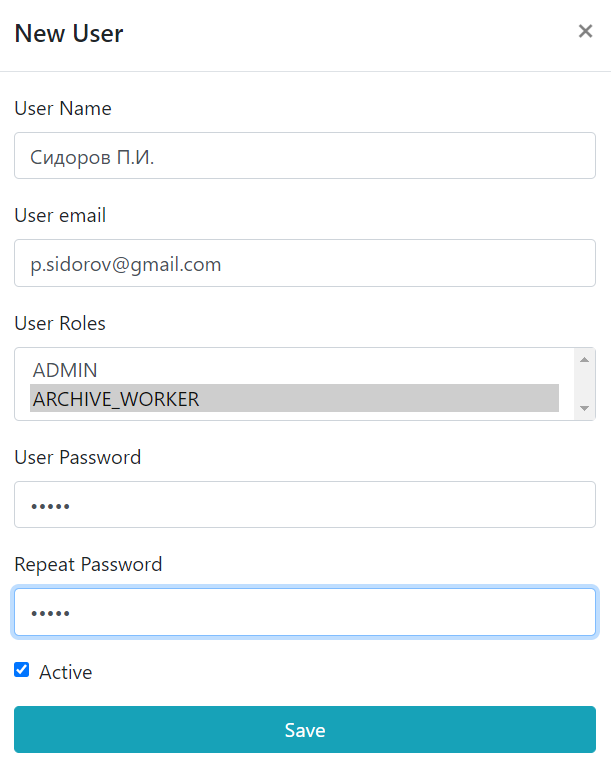 New User
×
User Name
Сидоров П.И.
User email
p.sidorov@gmail.com
User Roles
ADMIN
ARCHIVE_WORKER
User Password
•••••
Repeat Password
•••••
Active
Save